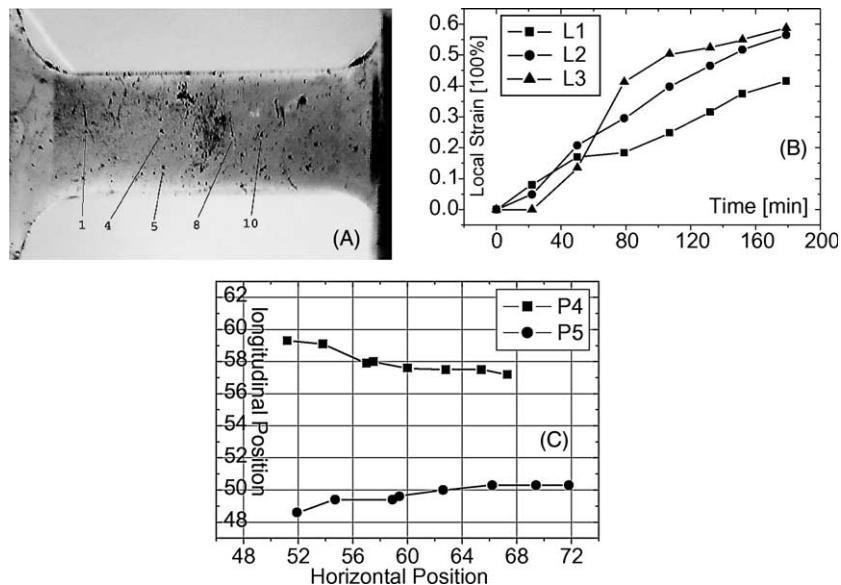 1
4
5
8
10
(A)
Local Strain [100%]
0.6
0.5
0.4
0.3
0.2
0.1
0.0
L1
L2
L3
(B)
Time [min]
0 40 80 120 160 200
longitudinal Position
62
60
58
56
54
52
50
48
P4
P5
(C)
48 52 56 60 64 68 72
Horizontal Position